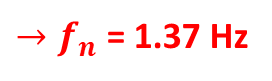 → fₙ = 1.37 Hz